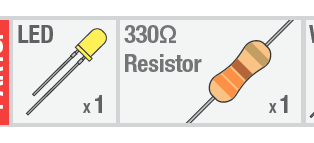 LED
330Ω
Resistor
x 1
x 1